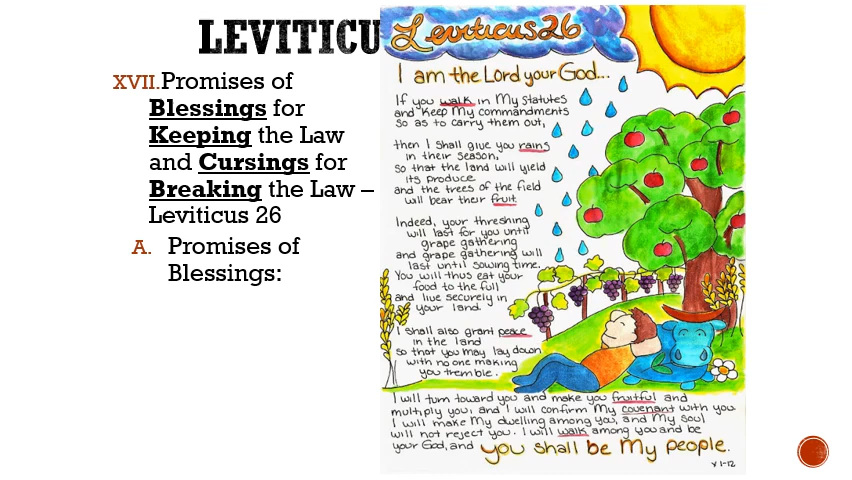 LEVITICU
XVII. Promises of
Blessings for
Keeping the Law
and Cursings for
Breaking the Law –
Leviticus 26
A. Promises of
Blessings:
Leviticus 26
I am the Lord your God...
If you walk in My statutes
and keep My commandments
so as to carry them out,
then I shall give you rains
in their season,
so that the land will yield
its produce
and the trees of the field
will bear their fruit.
Indeed, your threshing
will last for you until
grape gathering
and grape gathering will
last until sowing time.
You will thus eat your
food to the full
and live securely in
your land.
I shall also grant peace
in the land
so that you may lay down
with no one making
you tremble.
I will turn toward you and make you fruitful and
multiply you, and I will confirm My covenant with you.
I will make My dwelling among you, and My soul
will not reject you. I will walk among you and be
your God, and you shall be My people.
v 1-12